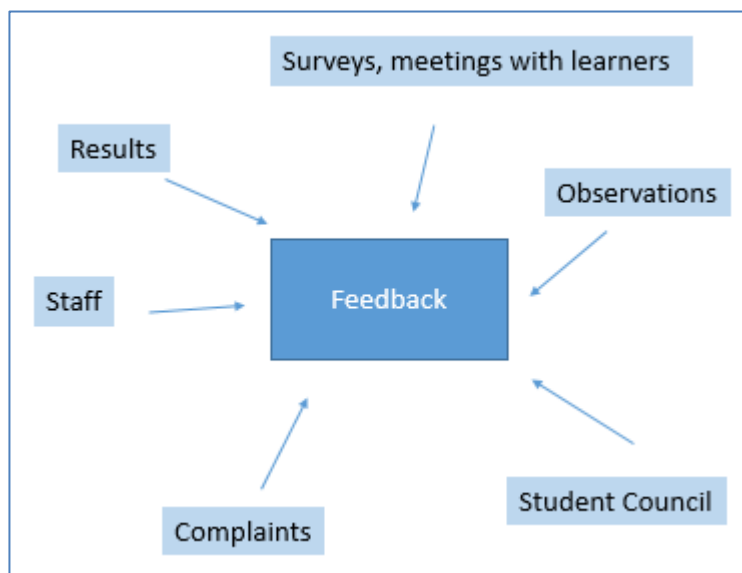 Surveys, meetings with learners
Results
Observations
Staff
Feedback
Student Council
Complaints